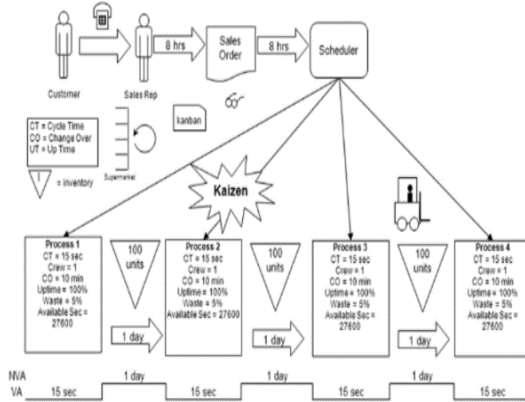 8 hrs
Sales
Order
8 hrs
Scheduler
Customer
Sales Rep
CT = Cycle Time
CO = Change Over
UT = Up Time
kanban
I
= inventory
Supermarket
Kaizen
Process 1
CT = 15 sec
Crew = 1
CO = 10 min
Uptime = 100%
Waste = 5%
Available Sec =
27600
100
units
1 day
Process 2
CT = 15 sec
Crew = 1
CO = 10 min
Uptime = 100%
Waste = 5%
Available Sec =
27600
100
units
1 day
Process 3
CT = 15 sec
Crew = 1
CO = 10 min
Uptime = 100%
Waste = 5%
Available Sec =
27600
100
units
1 day
Process 4
CT = 15 sec
Crew = 1
CO = 10 min
Uptime = 100%
Waste = 5%
Available Sec =
27600
NVA
1 day
1 day
1 day
VA
15 sec
15 sec
15 sec
15 sec